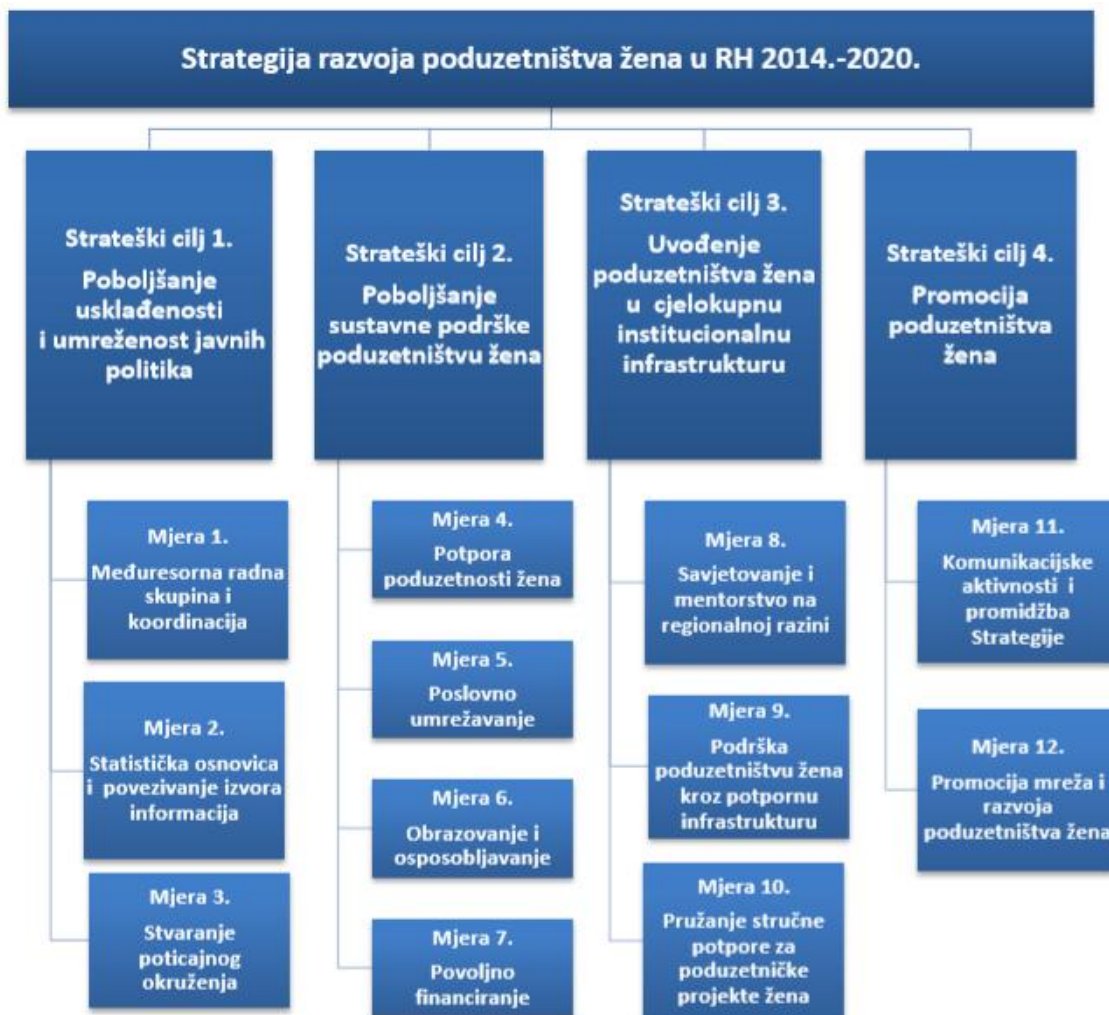 Strategija razvoja poduzetništva žena u RH 2014.-2020.
Strateški cilj 1.
Poboljšanje
usklađenosti
i umreženost javnih
politika
Mjera 1.
Međuresorna radna
skupina i
koordinacija
Mjera 2.
Statistička osnovica
i povezivanje izvora
informacija
Mjera 3.
Stvaranje
poticajnog
okruženja
Strateški cilj 2.
Poboljšanje
sustavne podrške
poduzetništvu žena
Mjera 4.
Potpora
poduzetnosti žena
Mjera 5.
Poslovno
umrežavanje
Mjera 6.
Obrazovanje i
osposobljavanje
Mjera 7.
Povoljno
financiranje
Strateški cilj 3.
Uvođenje
poduzetništva žena
u cjelokupnu
institucionalnu
infrastrukturu
Mjera 8.
Savjetovanje i
mentorstvo na
regionalnoj razini
Mjera 9.
Podrška
poduzetništvu žena
kroz potpornu
infrastrukturu
Mjera 10.
Pružanje stručne
potpore za
poduzetničke
projekte žena
Strateški cilj 4.
Promocija
poduzetništva
žena
Mjera 11.
Komunikacijske
aktivnosti i
promidžba
Strategije
Mjera 12.
Promocija mreža i
razvoja
poduzetništva žena